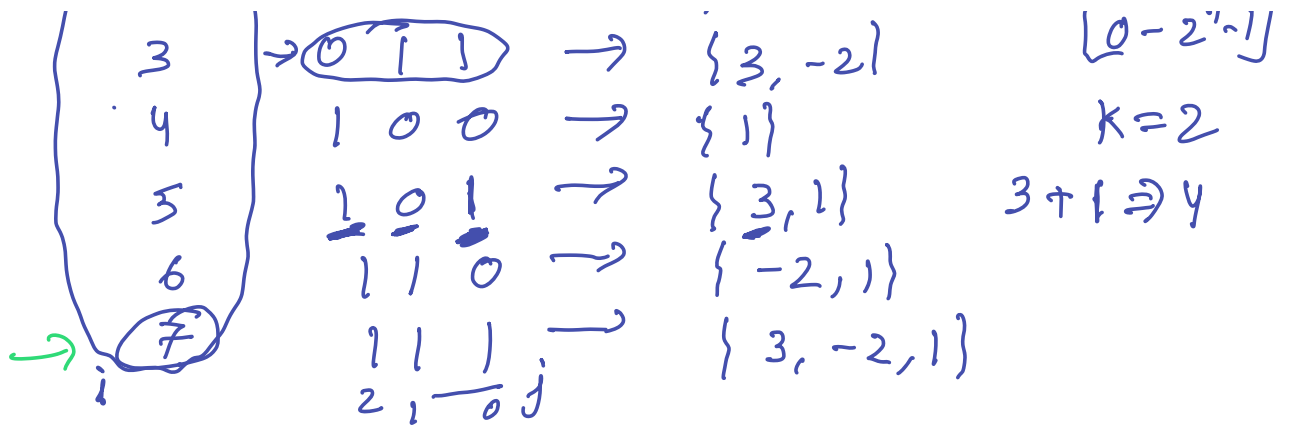 3 → 0 1 1 → { 3, -2 } [0 - 2ⁿ-1]
4 1 0 0 → { 1 } K = 2
5 1 0 1 → { 3, 1 } 3 + 1 ⇒ 4
6 1 1 0 → { -2, 1 }
→ 7 1 1 1 → { 3, -2, 1 }
i 2 1 0 j